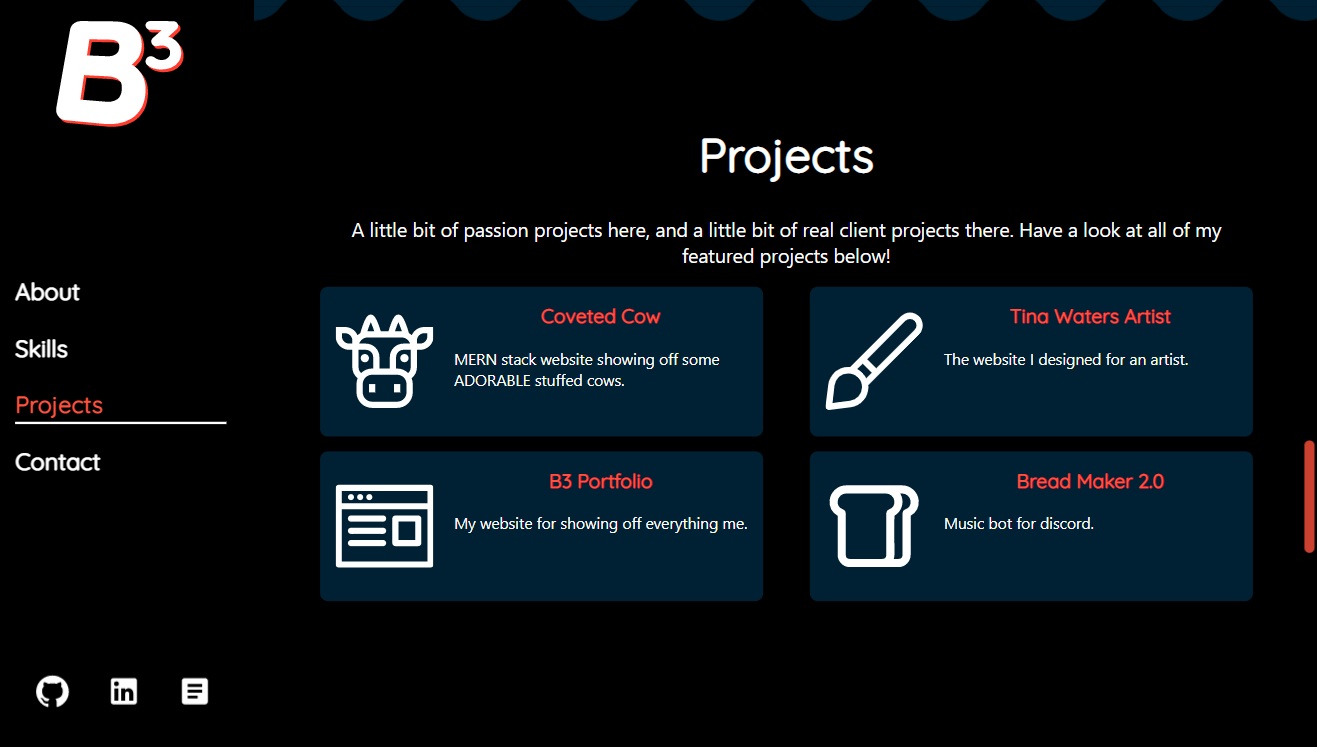 B3
About
Skills
Projects
Contact
Projects
A little bit of passion projects here, and a little bit of real client projects there. Have a look at all of my
featured projects below!
Coveted Cow
MERN stack website showing off some
ADORABLE stuffed cows.
Tina Waters Artist
The website I designed for an artist.
B3 Portfolio
My website for showing off everything me.
Bread Maker 2.0
Music bot for discord.
in